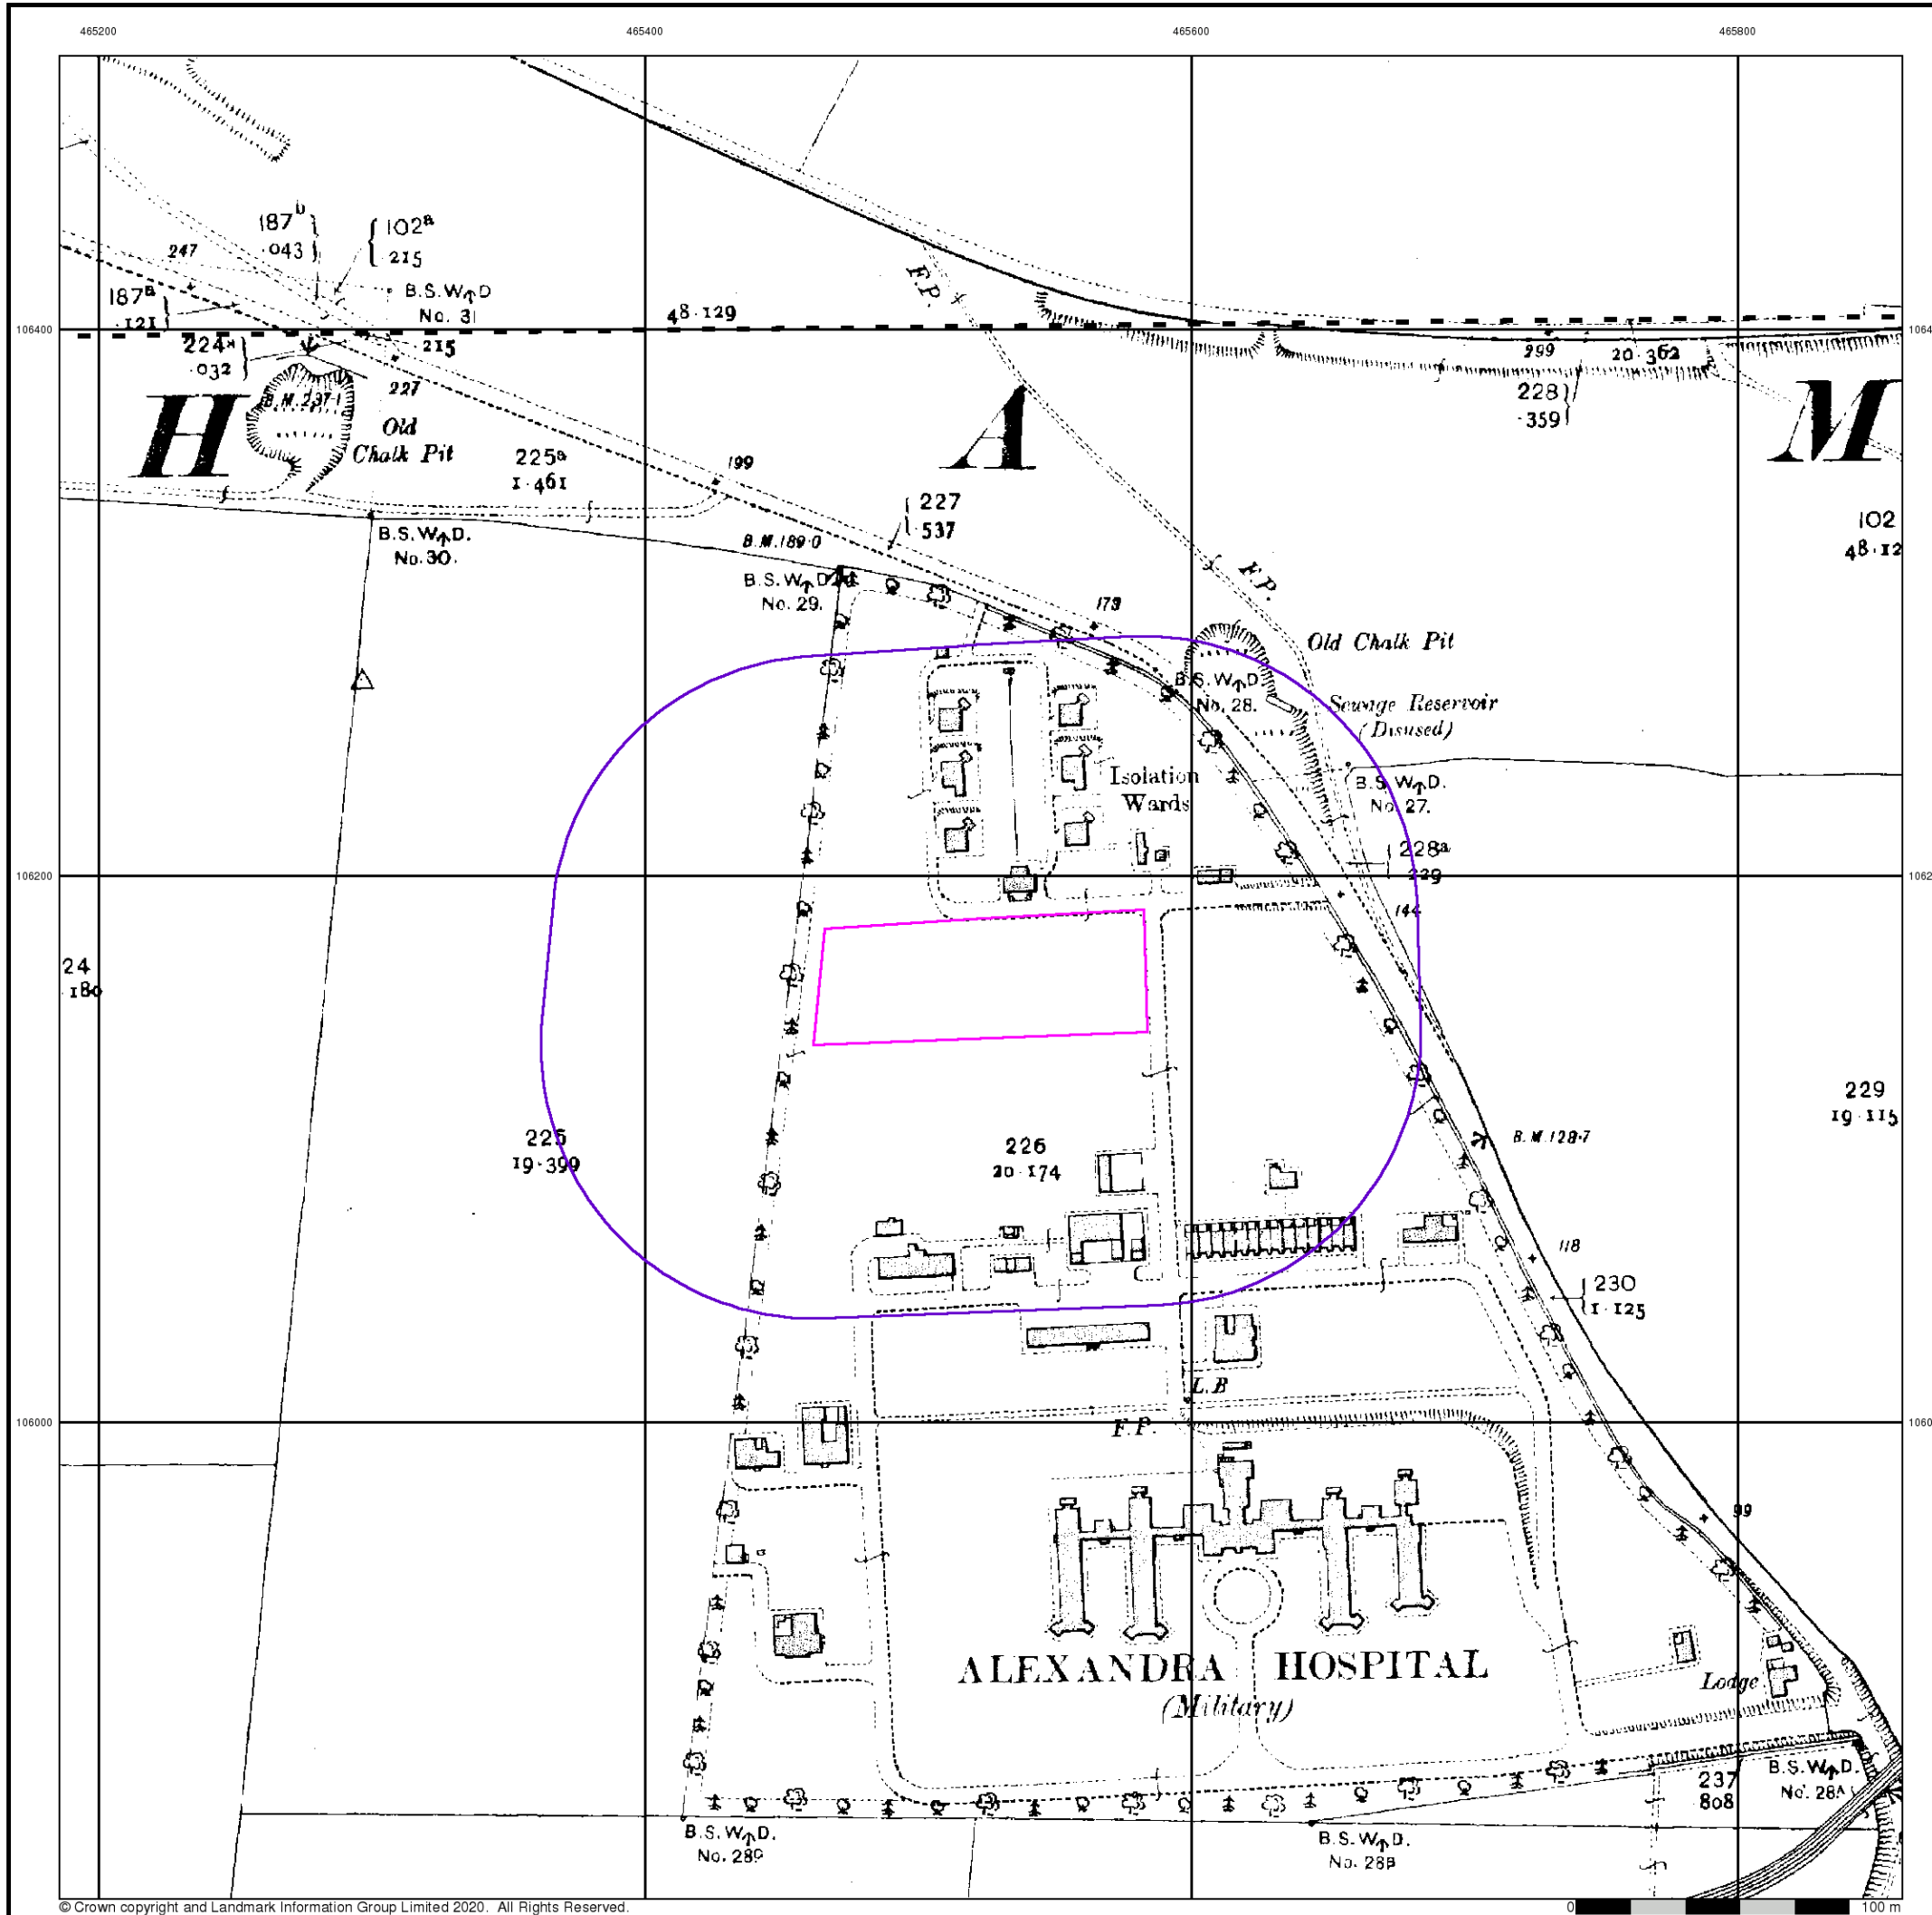 465200
465400
465600
465800
187b
.043
102a
.215
247
B.S.W.D
No. 31
187a
.121
48.129
106400
224a
.032
215
227
999
20.362
228
.359
B.M.237.1
Old
Chalk Pit
H A M
F.P.
225a
1.461
199
227
.537
102
B.S.W.D.
No. 30.
B.M.189.0
B.S.W.D
No. 29.
F.P.
173
Old Chalk Pit
B.S.W.D.
No. 28.
Sewage Reservoir
(Disused)
Isolation
Wards
B.S.W.D.
No. 27.
228a
106200
144
24
.180
229
19.115
225
19.399
226
20.174
B.M.128.7
118
230
1.125
L.B
F.P.
106000
99
ALEXANDRA HOSPITAL
(Military)
Lodge
237
808
B.S.W.D.
No. 28A
B.S.W.D.
B.S.W.D.
No. 28B
© Crown copyright and Landmark Information Group Limited 2020. All Rights Reserved.
0 100 m